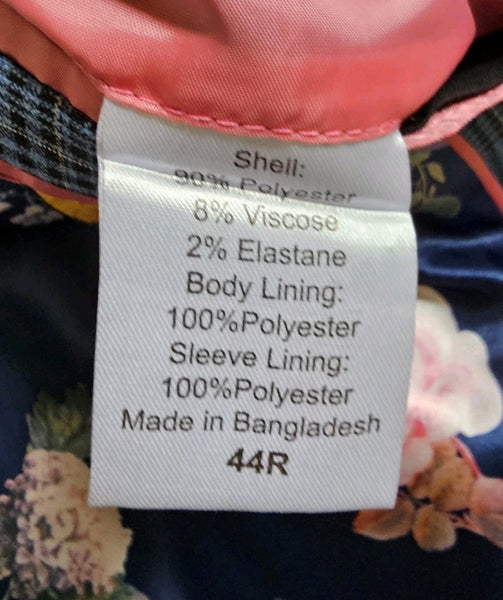 Shell:
90% Polyester
8% Viscose
2% Elastane
Body Lining:
100%Polyester
Sleeve Lining:
100%Polyester
Made in Bangladesh
44R